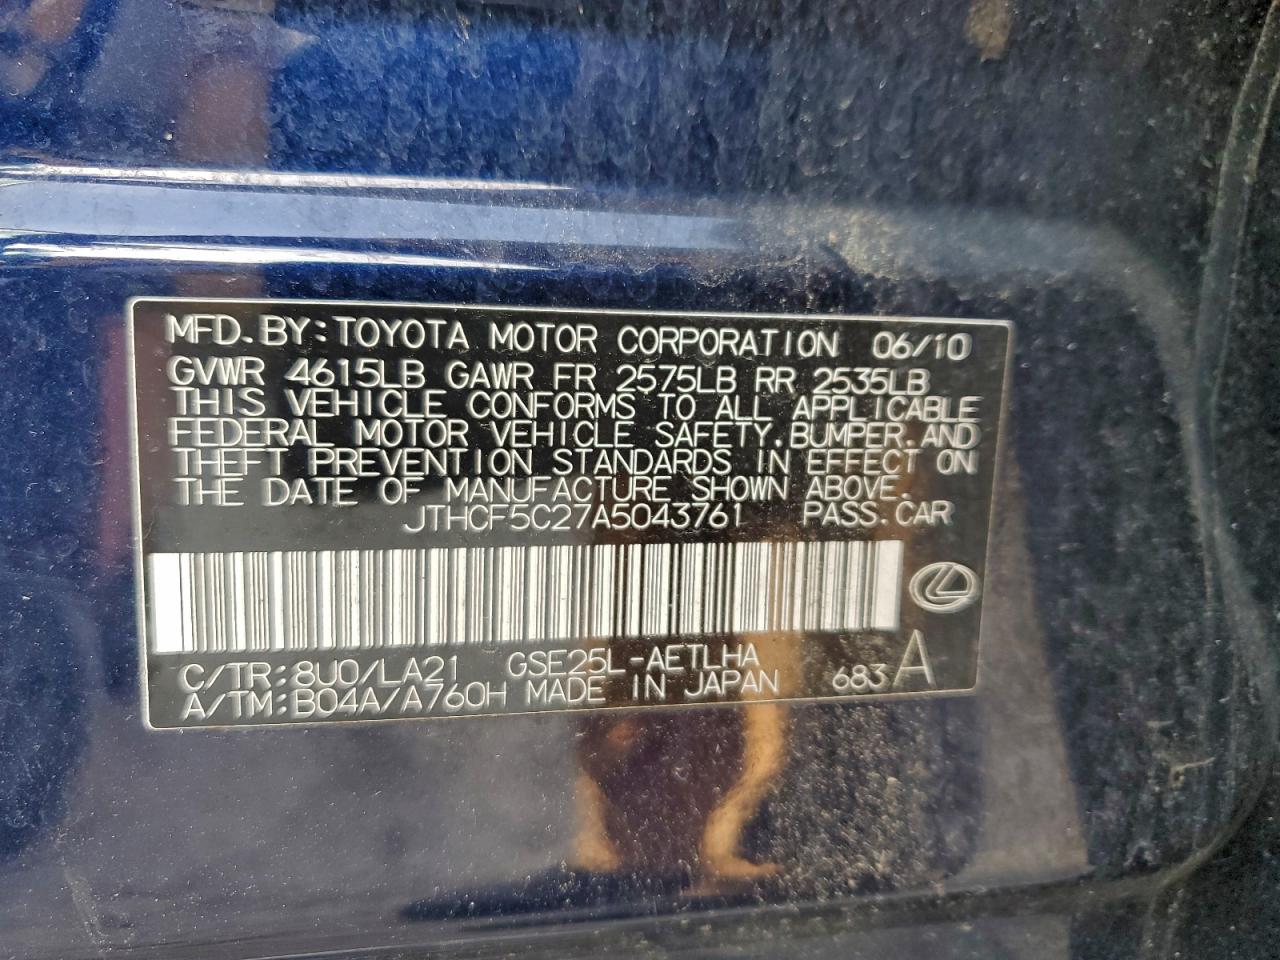 MFD.BY:TOYOTA MOTOR CORPORATION 06/10
GVWR 4615LB GAWR FR 2575LB RR 2535LB
THIS VEHICLE CONFORMS TO ALL APPLICABLE
FEDERAL MOTOR VEHICLE SAFETY,BUMPER,AND
THEFT PREVENTION STANDARDS IN EFFECT ON
THE DATE OF MANUFACTURE SHOWN ABOVE.
JTHCF5C27A5043761 PASS.CAR
C/TR:8U0/LA21 GSE25L-AETLHA
A/TM:B04A/A760H MADE IN JAPAN 683A